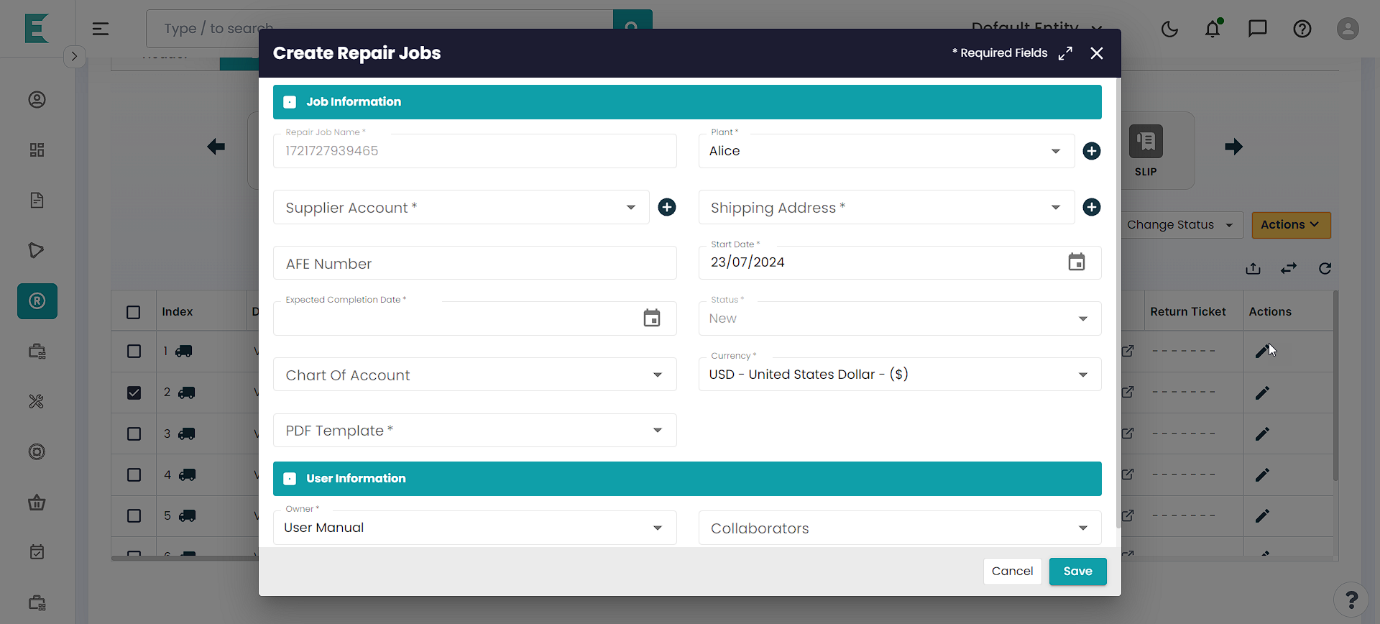 Type / to search
Default Entity
Create Repair Jobs
* Required Fields
Header
Job Information
Repair Job Name *
1721727939465
Plant *
Alice
SLIP
Supplier Account *
Shipping Address *
Change Status
Actions
AFE Number
Start Date *
23/07/2024
Expected Completion Date *
Status *
New
Index
Return Ticket
Actions
1
Chart Of Account
Currency *
USD - United States Dollar - ($)
2
PDF Template *
3
User Information
4
Owner *
User Manual
Collaborators
5
6
Cancel
Save